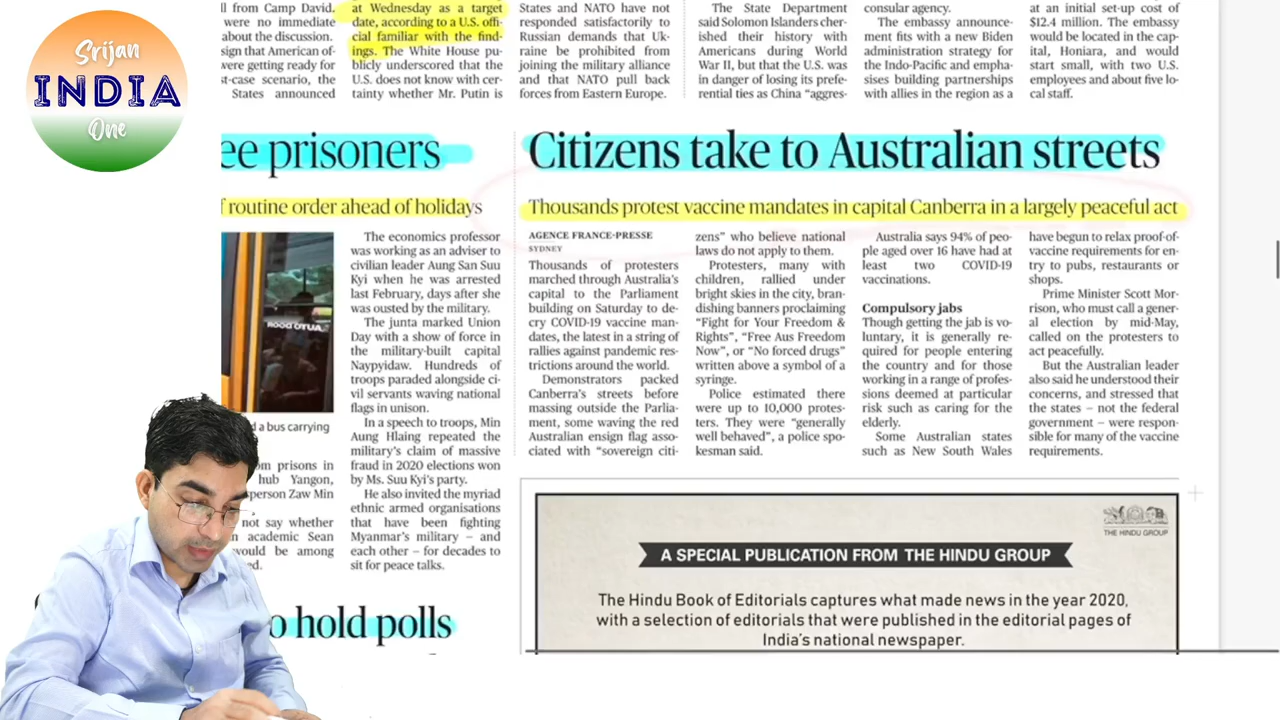 Srijan
INDIA
One
ll from Camp David.
were no immediate
about the discussion.
sign that American of-
were getting ready for
st-case scenario, the
States announced
at Wednesday as a target
date, according to a U.S. offi-
cial familiar with the find-
ings. The White House pu-
blicly underscored that the
U.S. does not know with cer-
tainty whether Mr. Putin is
States and NATO have not
responded satisfactorily to
Russian demands that Uk-
raine be prohibited from
joining the military alliance
and that NATO pull back
forces from Eastern Europe.
The State Department
said Solomon Islanders cher-
ished their history with
Americans during World
War II, but that the U.S. was
in danger of losing its prefe-
rential ties as China “aggres-
consular agency.
The embassy announce-
ment fits with a new Biden
administration strategy for
the Indo-Pacific and empha-
sises building partnerships
with allies in the region as a
at an initial set-up cost of
$12.4 million. The embassy
would be located in the cap-
ital, Honiara, and would
start small, with two U.S.
employees and about five lo-
cal staff.
ee prisoners
f routine order ahead of holidays
d a bus carrying
om prisons in
hub Yangon,
person Zaw Min
not say whether
n academic Sean
would be among
ed.
The economics professor
was working as an adviser to
civilian leader Aung San Suu
Kyi when he was arrested
last February, days after she
was ousted by the military.
The junta marked Union
Day with a show of force in
the military-built capital
Naypyidaw. Hundreds of
troops paraded alongside ci-
vil servants waving national
flags in unison.
In a speech to troops, Min
Aung Hlaing repeated the
military’s claim of massive
fraud in 2020 elections won
by Ms. Suu Kyi’s party.
He also invited the myriad
ethnic armed organisations
that have been fighting
Myanmar’s military – and
each other – for decades to
sit for peace talks.
o hold polls
Citizens take to Australian streets
Thousands protest vaccine mandates in capital Canberra in a largely peaceful act
AGENCE FRANCE-PRESSE
SYDNEY
Thousands of protesters
marched through Australia’s
capital to the Parliament
building on Saturday to de-
cry COVID-19 vaccine man-
dates, the latest in a string of
rallies against pandemic res-
trictions around the world.
Demonstrators packed
Canberra’s streets before
massing outside the Parlia-
ment, some waving the red
Australian ensign flag asso-
ciated with “sovereign citi-
zens” who believe national
laws do not apply to them.
Protesters, many with
children, rallied under
bright skies in the city, bran-
dishing banners proclaiming
“Fight for Your Freedom &
Rights”, “Free Aus Freedom
Now”, or “No forced drugs”
written above a symbol of a
syringe.
Police estimated there
were up to 10,000 protes-
ters. They were “generally
well behaved”, a police spo-
kesman said.
Australia says 94% of peo-
ple aged over 16 have had at
least two COVID-19
vaccinations.
Compulsory jabs
Though getting the jab is vo-
luntary, it is generally re-
quired for people entering
the country and for those
working in a range of profes-
sions deemed at particular
risk such as caring for the
elderly.
Some Australian states
such as New South Wales
have begun to relax proof-of-
vaccine requirements for en-
try to pubs, restaurants or
shops.
Prime Minister Scott Mor-
rison, who must call a gener-
al election by mid-May,
called on the protesters to
act peacefully.
But the Australian leader
also said he understood their
concerns, and stressed that
the states – not the federal
government – were respon-
sible for many of the vaccine
requirements.
THE HINDU GROUP
A SPECIAL PUBLICATION FROM THE HINDU GROUP
The Hindu Book of Editorials captures what made news in the year 2020,
with a selection of editorials that were published in the editorial pages of
India’s national newspaper.